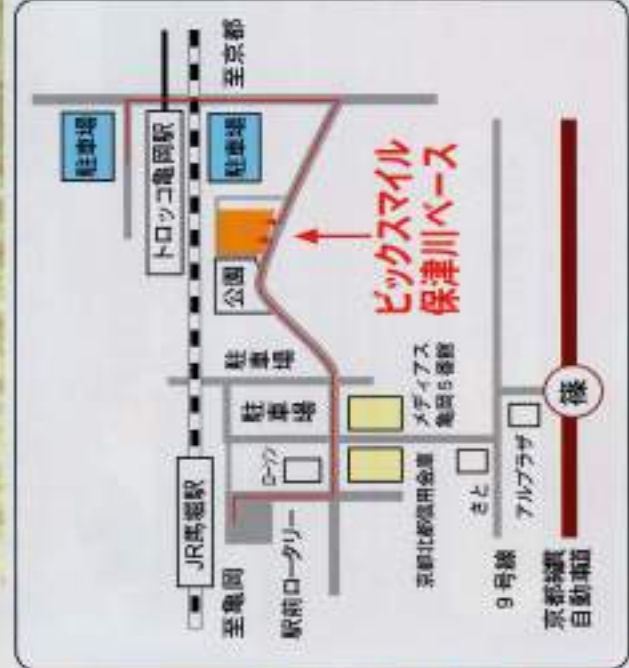 至京都
駐車場
トロッコ亀岡駅
駐車場
公園
ビックスマイル
保津川ベース
駐車場
駐車場
メディアス
亀岡5番館
JR馬堀駅
ローソン
京都北都信用金庫
さと
アルプラザ
篠
至亀岡
駅前ロータリー
9号線
京都縦貫
自動車道